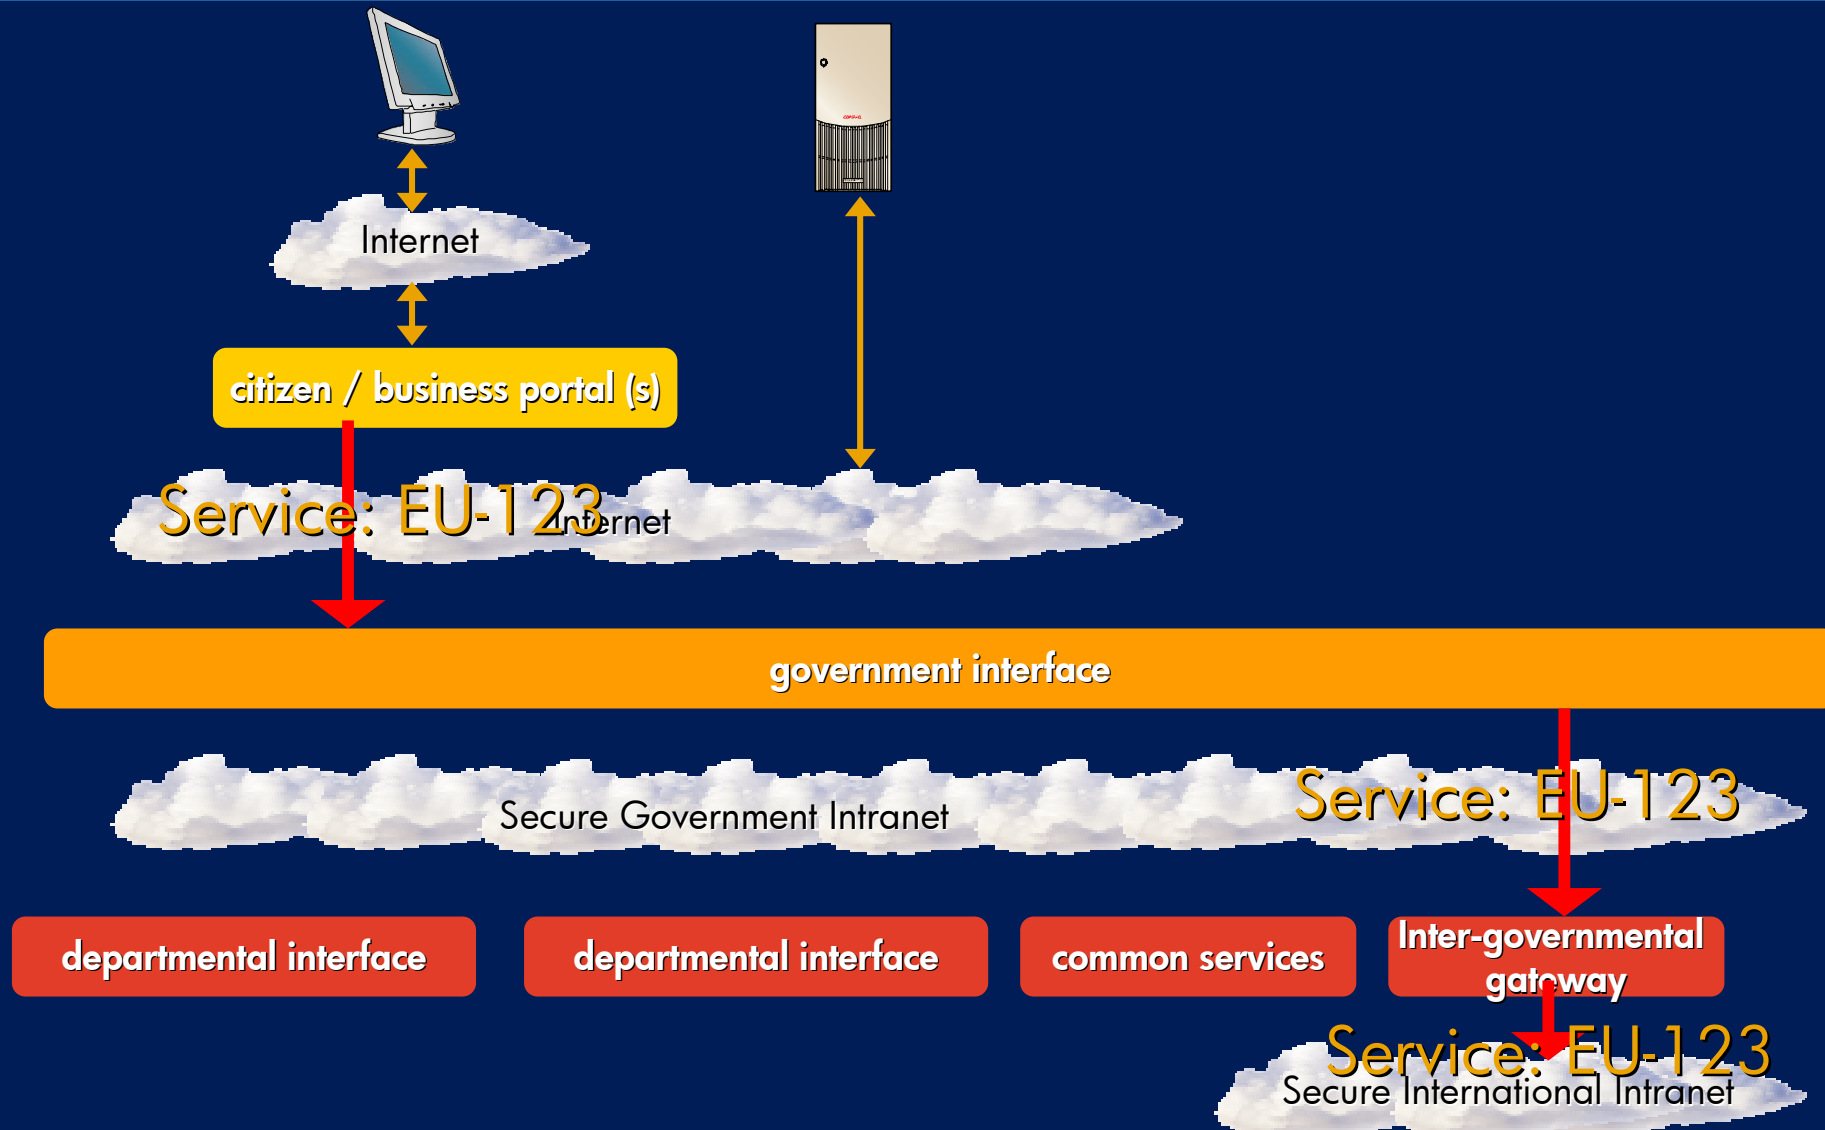 Internet
citizen / business portal (s)
Service: EU-123
Internet
government interface
Service: EU-123
Secure Government Intranet
departmental interface
departmental interface
common services
Inter-governmental
gateway
Service: EU-123
Secure International Intranet